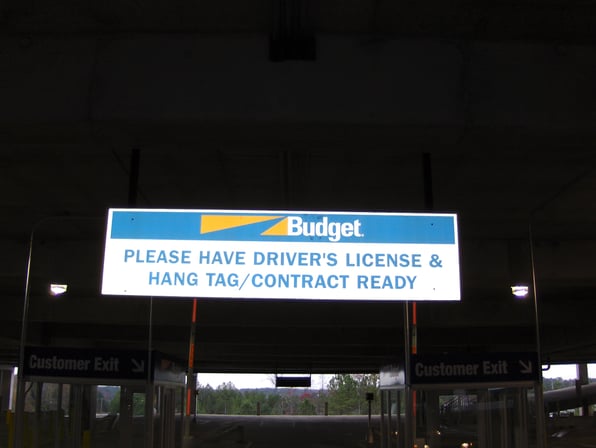 Budget
PLEASE HAVE DRIVER'S LICENSE &
HANG TAG/CONTRACT READY
Customer Exit
Customer Exit